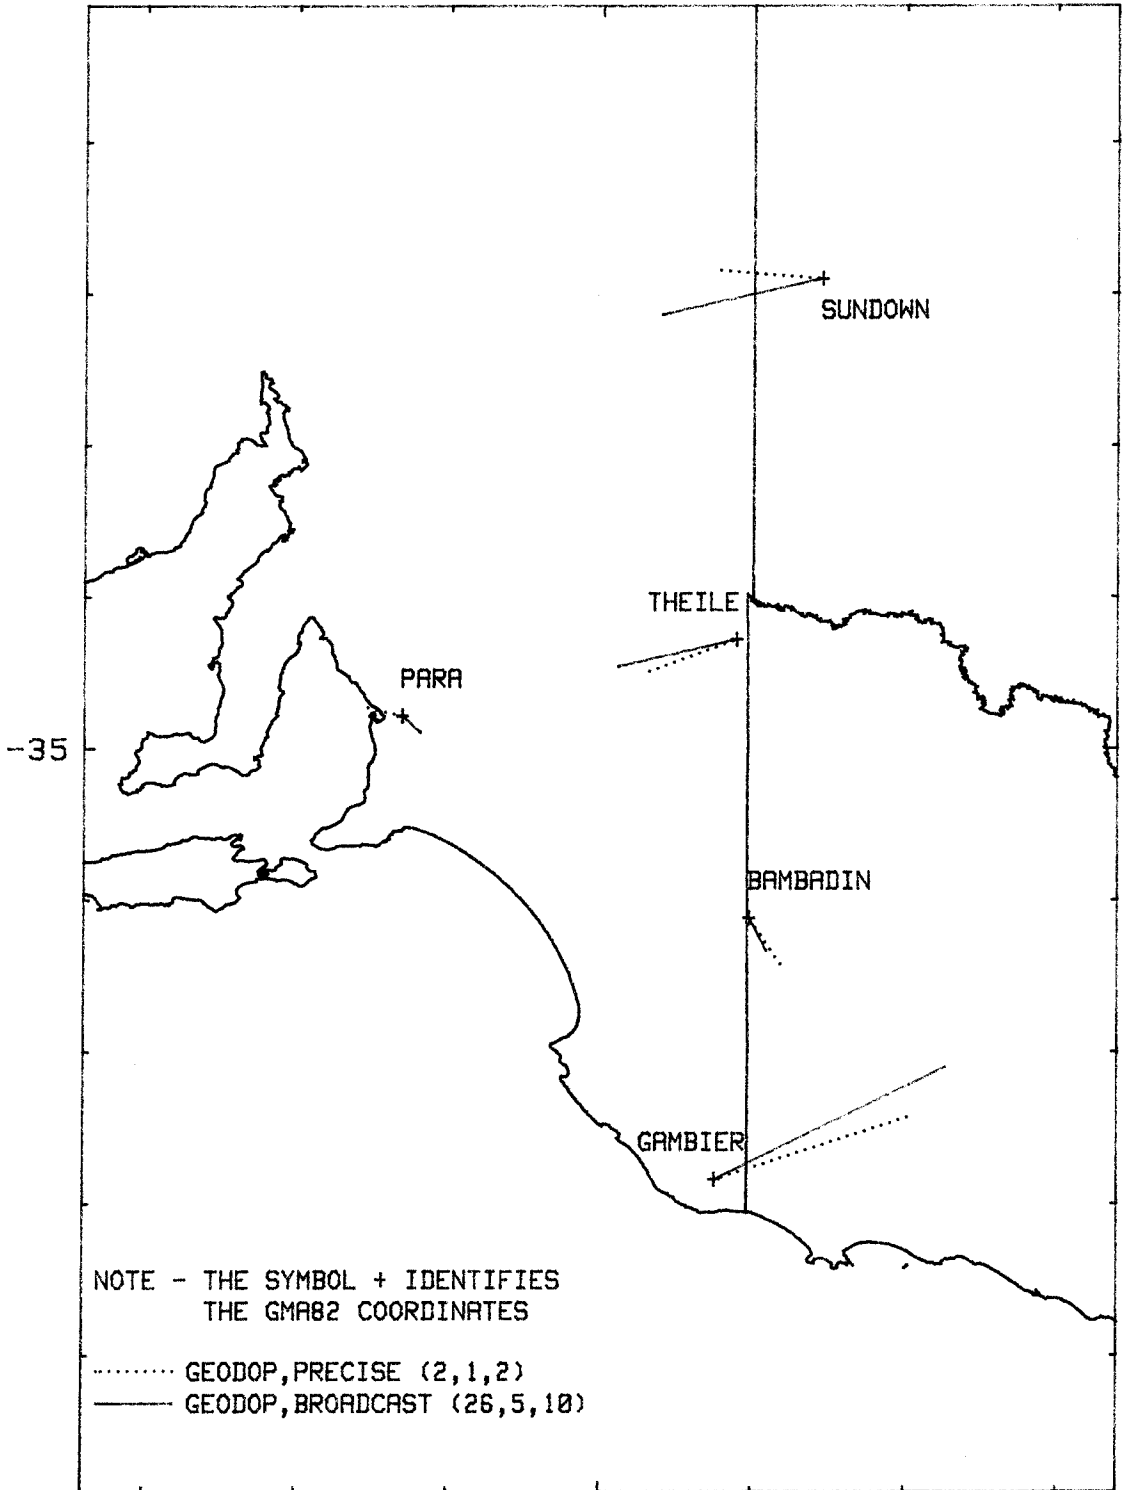 SUNDOWN
THEILE
PARA
-35
BAMBADIN
GAMBIER
NOTE - THE SYMBOL + IDENTIFIES
THE GMA82 COORDINATES
GEODOP,PRECISE (2,1,2)
GEODOP,BROADCAST (26,5,10)